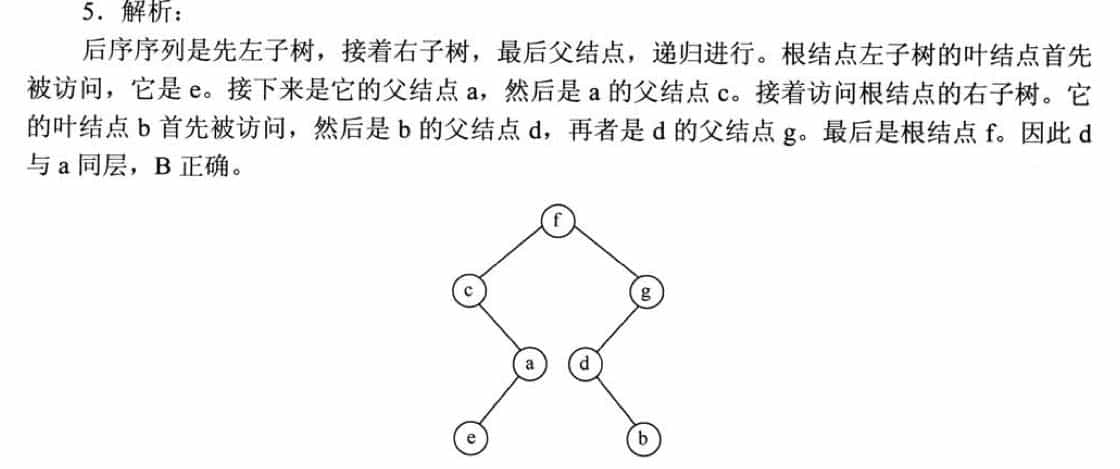 5．解析：
后序序列是先左子树，接着右子树，最后父结点，递归进行。根结点左子树的叶结点首先
被访问，它是 e。接下来是它的父结点 a，然后是 a 的父结点 c。接着访问根结点的右子树。它
的叶结点 b 首先被访问，然后是 b 的父结点 d，再者是 d 的父结点 g。最后是根结点 f。因此 d
与 a 同层，B 正确。
f
c
g
a
d
e
b